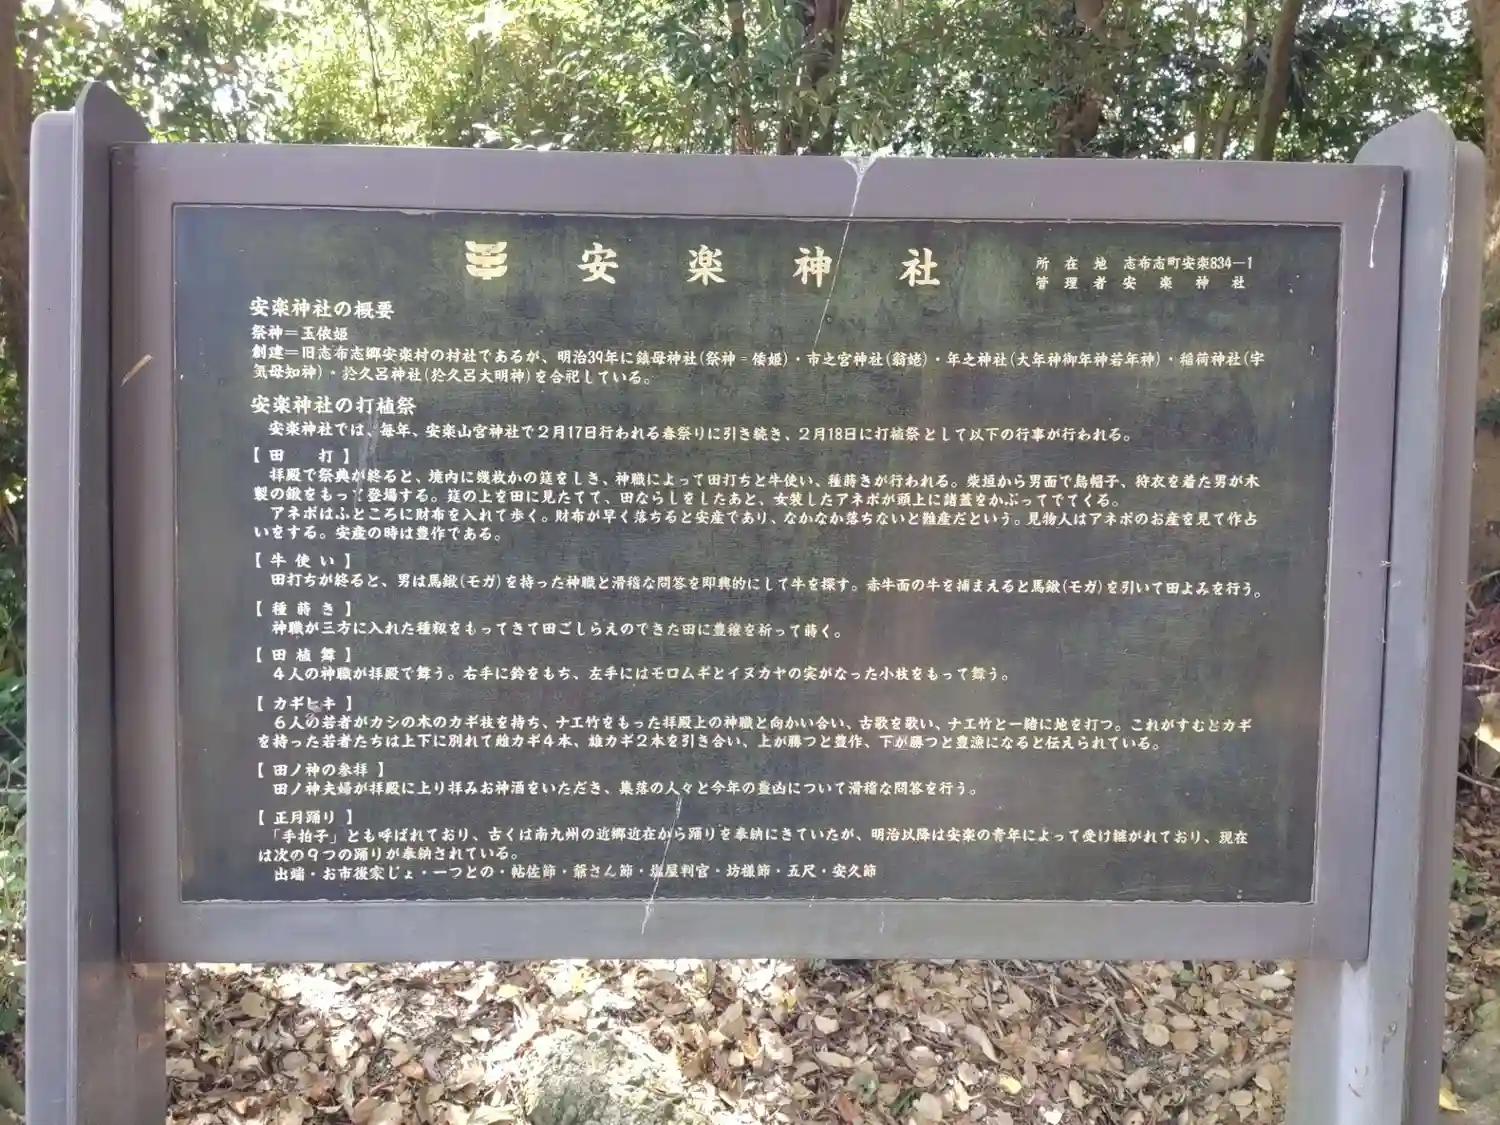 安楽神社
所在地 志布志町安楽834－1
管理者 安楽神社
安楽神社の概要
祭神＝玉依姫
創建＝旧志布志郷安楽村の村社であるが、明治39年に鎮母神社(祭神＝倭姫)・市之宮神社(翁姥)・年之神社(大年神御年神若年神)・稲荷神社(宇
気母知神)・於久呂神社(於久呂大明神)を合祀している。
安楽神社の打植祭
安楽神社では、毎年、安楽山宮神社で２月17日行われる春祭りに引き続き、２月18日に打植祭として以下の行事が行われる。
【田　打】
拝殿で祭典が終ると、境内に幾枚かの筵をしき、神職によって田打ちと牛使い、種蒔きが行われる。柴垣から男面で烏帽子、狩衣を着た男が木
製の鍬をもって登場する。筵の上を田に見たてて、田ならしをしたあと、女装したアネボが頭上に諸蓋をかぶってでてくる。
アネボはふところに財布を入れて歩く。財布が早く落ちると安産であり、なかなか落ちないと難産だという。見物人はアネボのお産を見て作占
いをする。安産の時は豊作である。
【牛使い】
田打ちが終ると、男は馬鍬(モガ)を持った神職と滑稽な問答を即興的にして牛を探す。赤牛面の牛を捕まえると馬鍬(モガ)を引いて田よみを行う。
【種蒔き】
神職が三方に入れた種籾をもってきて田ごしらえのできた田に豊穣を祈って蒔く。
【田植舞】
４人の神職が拝殿で舞う。右手に鈴をもち、左手にはモロムギとイヌカヤの実がなった小枝をもって舞う。
【カギヒキ】
６人の若者がカシの木のカギ枝を持ち、ナエ竹をもった拝殿上の神職と向かい合い、古歌を歌い、ナエ竹と一緒に地を打つ。これがすむとカギ
を持った若者たちは上下に別れて雌カギ４本、雄カギ２本を引き合い、上が勝つと豊作、下が勝つと豊漁になると伝えられている。
【田ノ神の参拝】
田ノ神夫婦が拝殿に上り拝みお神酒をいただき、集落の人々と今年の豊凶について滑稽な問答を行う。
【正月踊り】
「手拍子」とも呼ばれており、古くは南九州の近郷近在から踊りを奉納にきていたが、明治以降は安楽の青年によって受け継がれており、現在
は次の９つの踊りが奉納されている。
出端・お市後家じょ・一つとの・帖佐節・爺さん節・塩屋判官・坊様節・五尺・安久節